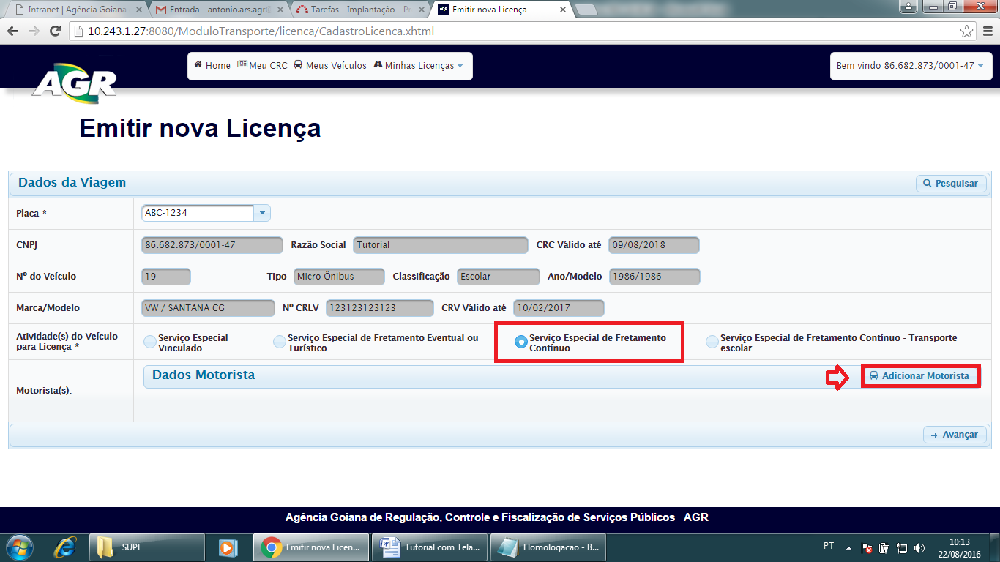 Intranet | Agência Goiana
Entrada - antonio.ars.agr@
Tarefas - Implantação - Pr
AGR
Emitir nova Licença
10.243.1.27:8080/ModuloTransporte/licenca/CadastroLicenca.xhtml
AGR
Home
Meu CRC
Meus Veículos
Minhas Licenças
Bem vindo 86.682.873/0001-47
Emitir nova Licença
Dados da Viagem
Pesquisar
Placa *
ABC-1234
CNPJ
86.682.873/0001-47
Razão Social
Tutorial
CRC Válido até
09/08/2018
Nº do Veículo
19
Tipo
Micro-Ônibus
Classificação
Escolar
Ano/Modelo
1986/1986
Marca/Modelo
VW / SANTANA CG
Nº CRLV
123123123123
CRV Válido até
10/02/2017
Atividade(s) do Veículo
para Licença *
Serviço Especial
Vinculado
Serviço Especial de Fretamento Eventual ou
Turístico
Serviço Especial de Fretamento
Contínuo
Serviço Especial de Fretamento Contínuo - Transporte
escolar
Motorista(s):
Dados Motorista
Adicionar Motorista
Avançar
Agência Goiana de Regulação, Controle e Fiscalização de Serviços Públicos AGR
SUPI
Emitir nova Licen...
Tutorial com Tela...
Homologacao - B...
PT
10:13
22/08/2016